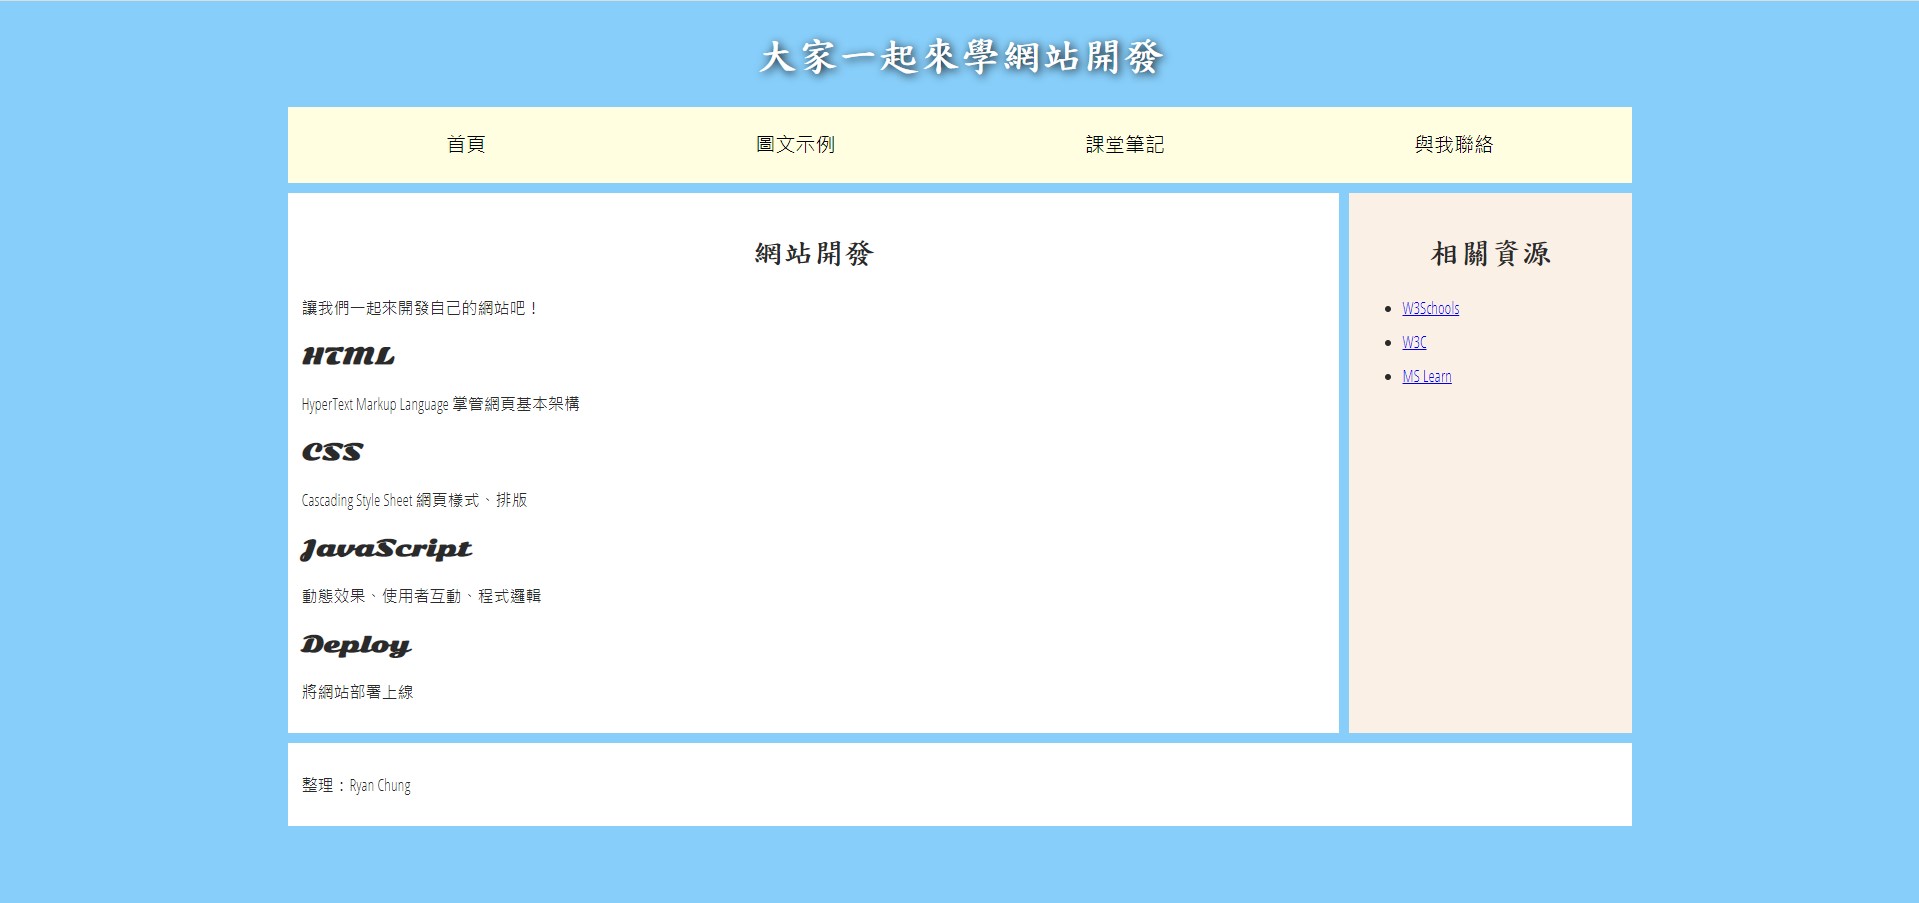 大家一起來學網站開發
首頁 圖文示例 課堂筆記 與我聯絡
網站開發
讓我們一起來開發自己的網站吧！
HTML
HyperText Markup Language 掌管網頁基本架構
CSS
Cascading Style Sheet 網頁樣式、排版
JavaScript
動態效果、使用者互動、程式邏輯
Deploy
將網站部署上線
相關資源
W3Schools
W3C
MS Learn
整理：Ryan Chung